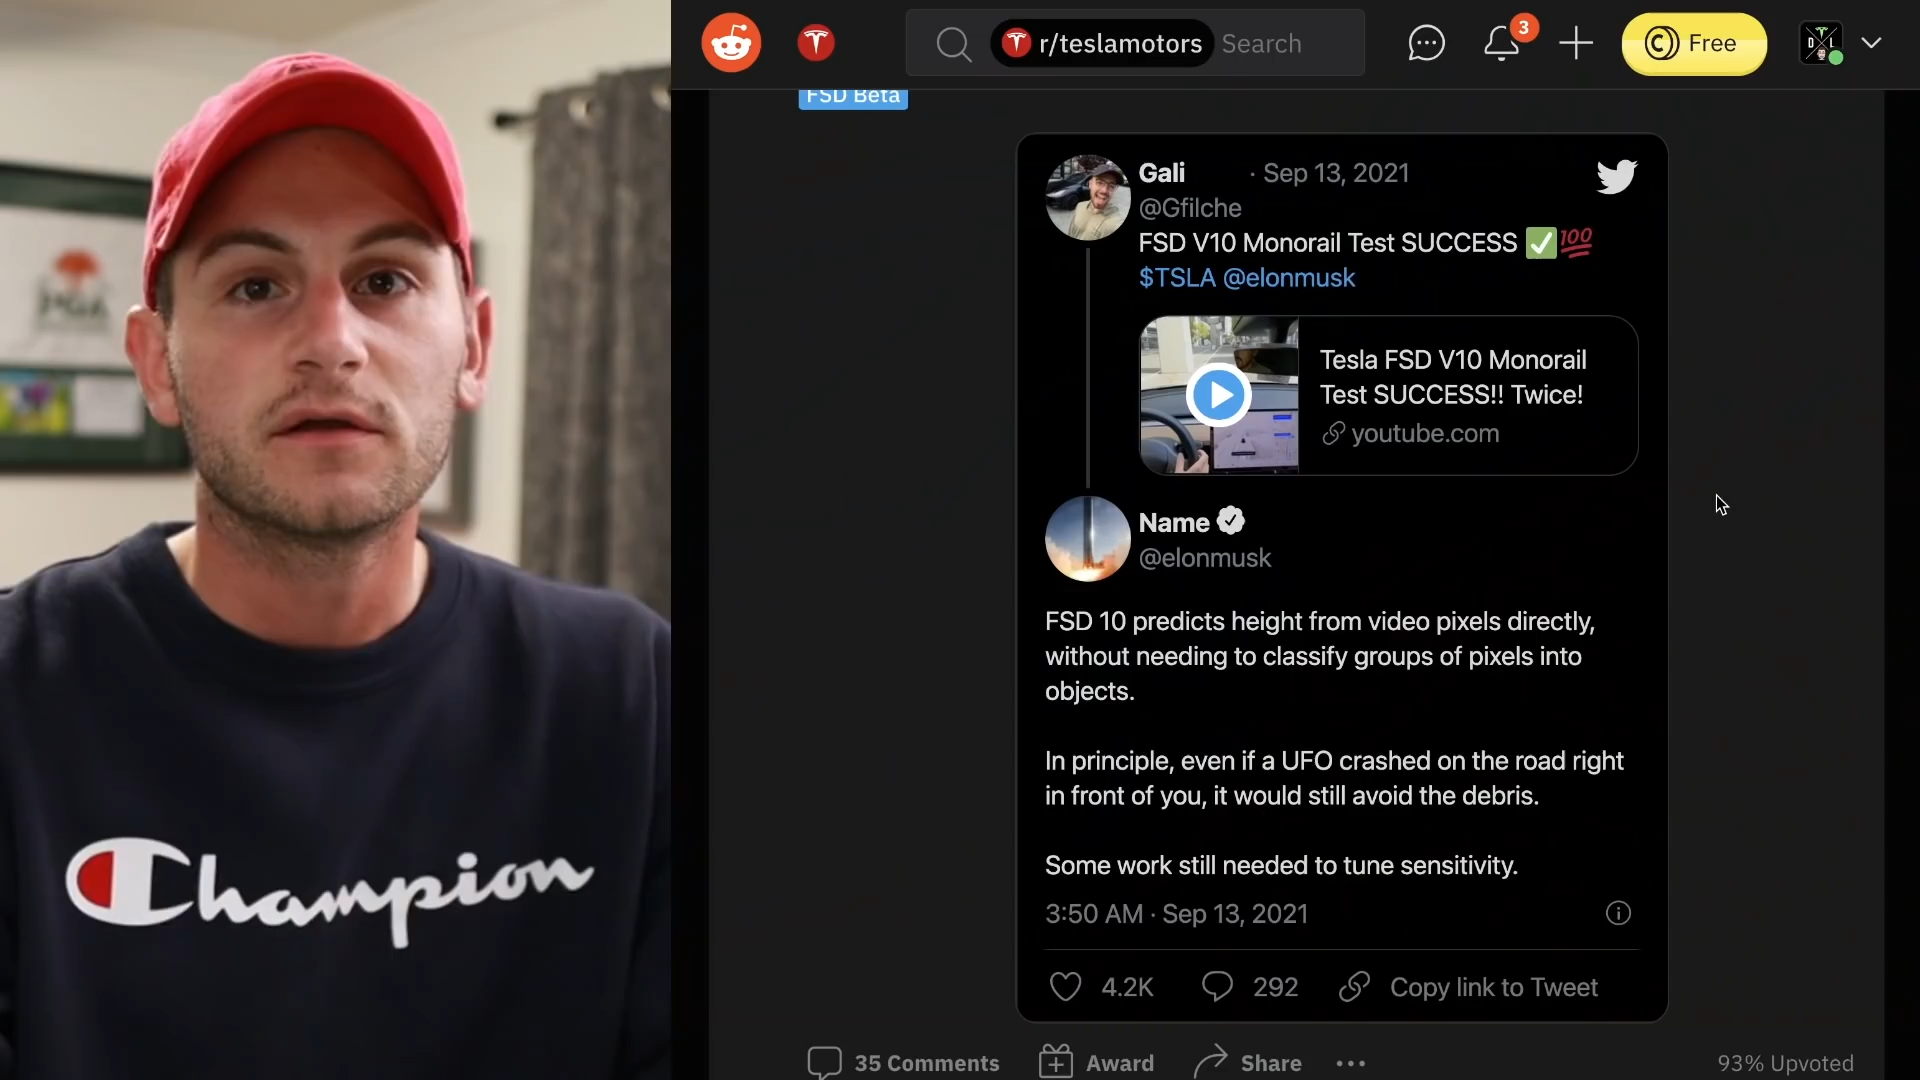 PGA
Champion
r/teslamotors Search
3
Free
D L
FSD Beta
Gali · Sep 13, 2021
@Gfilche
FSD V10 Monorail Test SUCCESS ✅💯
$TSLA @elonmusk
Tesla FSD V10 Monorail
Test SUCCESS!! Twice!
youtube.com
Name
@elonmusk
FSD 10 predicts height from video pixels directly,
without needing to classify groups of pixels into
objects.
In principle, even if a UFO crashed on the road right
in front of you, it would still avoid the debris.
Some work still needed to tune sensitivity.
3:50 AM · Sep 13, 2021
4.2K 292 Copy link to Tweet
35 Comments Award Share ••• 93% Upvoted